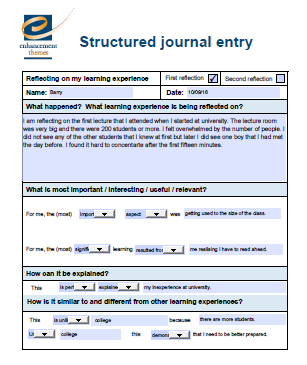 enhancement
themes
Structured journal entry
Reflecting on my learning experience First reflection Second reflection
Name: Barry Date: 10/09/16
What happened? What learning experience is being reflected on?
I am reflecting on the first lecture that I attended when I started at university. The lecture room
was very big and there were 200 students or more. I felt overwhelmed by the number of people. I
did not see any of the other students that I knew at first but later I did see one boy that I had met
the day before. I found it hard to concentarte after the first fifteen minutes.
What is most important / interesting / useful / relevant?
For me, the (most) import aspect was getting used to the size of the class.
For me, the (most) signifi learning resulted fro me realising I have to read ahead.
How can it be explained?
This is part explaine my inexperience at university.
How is it similar to and different from other learning experiences?
This is unli college because there are more students.
college this demon that I need to be better prepared.